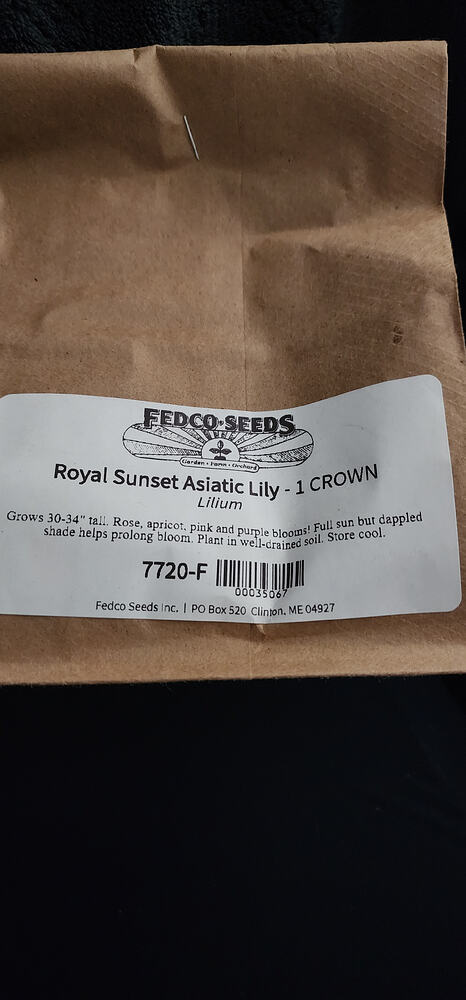 FEDCO•SEEDS
Garden • Farm • Orchard
Royal Sunset Asiatic Lily - 1 CROWN
Lilium
Grows 30-34" tall. Rose, apricot, pink and purple blooms! Full sun but dappled
shade helps prolong bloom. Plant in well-drained soil. Store cool.
7720-F
00035067
Fedco Seeds Inc. | PO Box 520 Clinton, ME 04927